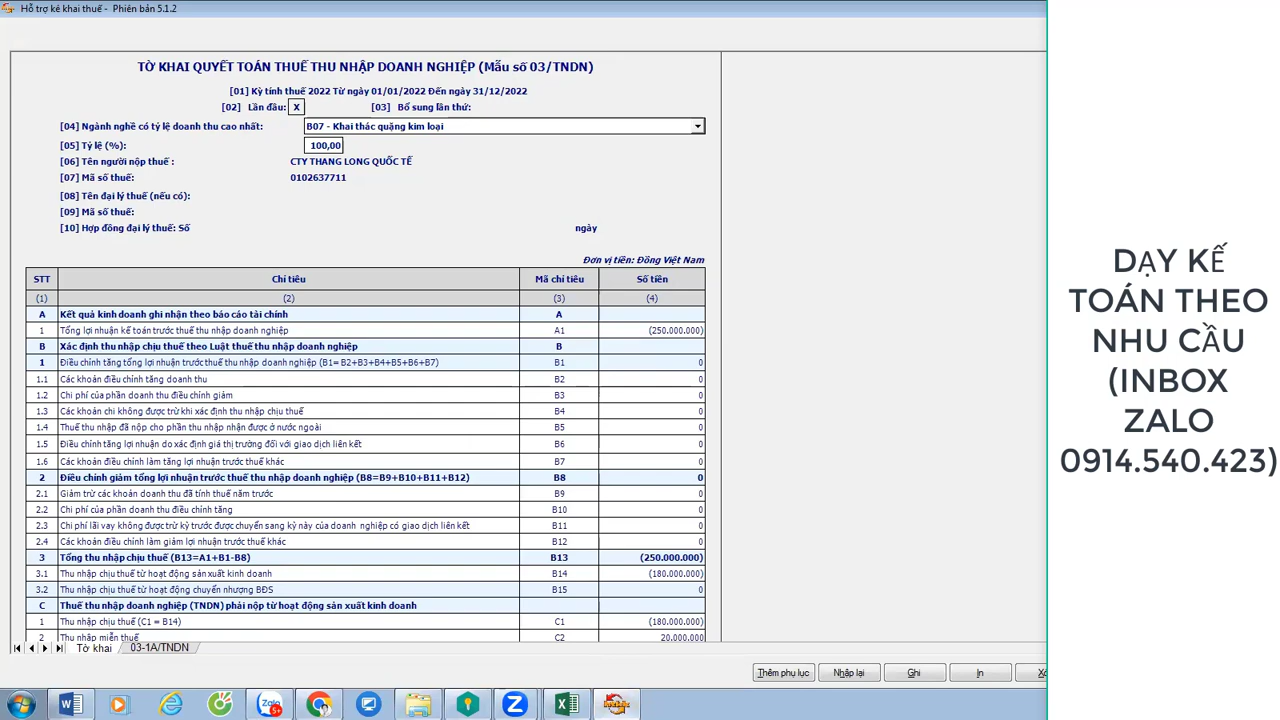 Hỗ trợ kê khai thuế - Phiên bản 5.1.2
TỜ KHAI QUYẾT TOÁN THUẾ THU NHẬP DOANH NGHIỆP (Mẫu số 03/TNDN)
[01] Kỳ tính thuế 2022 Từ ngày 01/01/2022 Đến ngày 31/12/2022
[02] Lần đầu: X [03] Bổ sung lần thứ:
[04] Ngành nghề có tỷ lệ doanh thu cao nhất: B07 - Khai thác quặng kim loại
[05] Tỷ lệ (%): 100,00
[06] Tên người nộp thuế : CTY THANG LONG QUỐC TẾ
[07] Mã số thuế: 0102637711
[08] Tên đại lý thuế (nếu có):
[09] Mã số thuế:
[10] Hợp đồng đại lý thuế: Số ngày
Đơn vị tiền: Đồng Việt Nam
STT Chỉ tiêu Mã chỉ tiêu Số tiền
(1) (2) (3) (4)
A Kết quả kinh doanh ghi nhận theo báo cáo tài chính A
1 Tổng lợi nhuận kế toán trước thuế thu nhập doanh nghiệp A1 (250.000.000)
B Xác định thu nhập chịu thuế theo Luật thuế thu nhập doanh nghiệp B
1 Điều chỉnh tăng tổng lợi nhuận trước thuế thu nhập doanh nghiệp (B1= B2+B3+B4+B5+B6+B7) B1 0
1.1 Các khoản điều chỉnh tăng doanh thu B2 0
1.2 Chi phí của phần doanh thu điều chỉnh giảm B3 0
1.3 Các khoản chi không được trừ khi xác định thu nhập chịu thuế B4 0
1.4 Thuế thu nhập đã nộp cho phần thu nhập nhận được ở nước ngoài B5 0
1.5 Điều chỉnh tăng lợi nhuận do xác định giá thị trường đối với giao dịch liên kết B6 0
1.6 Các khoản điều chỉnh làm tăng lợi nhuận trước thuế khác B7 0
2 Điều chỉnh giảm tổng lợi nhuận trước thuế thu nhập doanh nghiệp (B8=B9+B10+B11+B12) B8 0
2.1 Giảm trừ các khoản doanh thu đã tính thuế năm trước B9 0
2.2 Chi phí của phần doanh thu điều chỉnh tăng B10 0
2.3 Chi phí lãi vay không được trừ kỳ trước được chuyển sang kỳ này của doanh nghiệp có giao dịch liên kết B11 0
2.4 Các khoản điều chỉnh làm giảm lợi nhuận trước thuế khác B12 0
3 Tổng thu nhập chịu thuế (B13=A1+B1-B8) B13 (250.000.000)
3.1 Thu nhập chịu thuế từ hoạt động sản xuất kinh doanh B14 (180.000.000)
3.2 Thu nhập chịu thuế từ hoạt động chuyển nhượng BĐS B15 0
C Thuế thu nhập doanh nghiệp (TNDN) phải nộp từ hoạt động sản xuất kinh doanh
1 Thu nhập chịu thuế (C1 = B14) C1 (180.000.000)
2 Thu nhập miễn thuế C2 20.000.000
Tờ khai 03-1A/TNDN
Thêm phụ lục Nhập lại Ghi In
Zalo 5+
DẠY KẾ
TOÁN THEO
NHU CẦU
(INBOX
ZALO
0914.540.423)